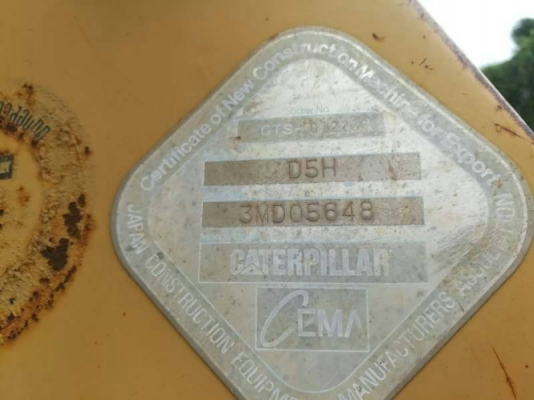 Certificate of New Construction Machine for Export
D5H
3MD05648
CATERPILLAR
CEMA
JAPAN CONSTRUCTION EQUIPMENT MANUFACTURERS ASSOCIATION